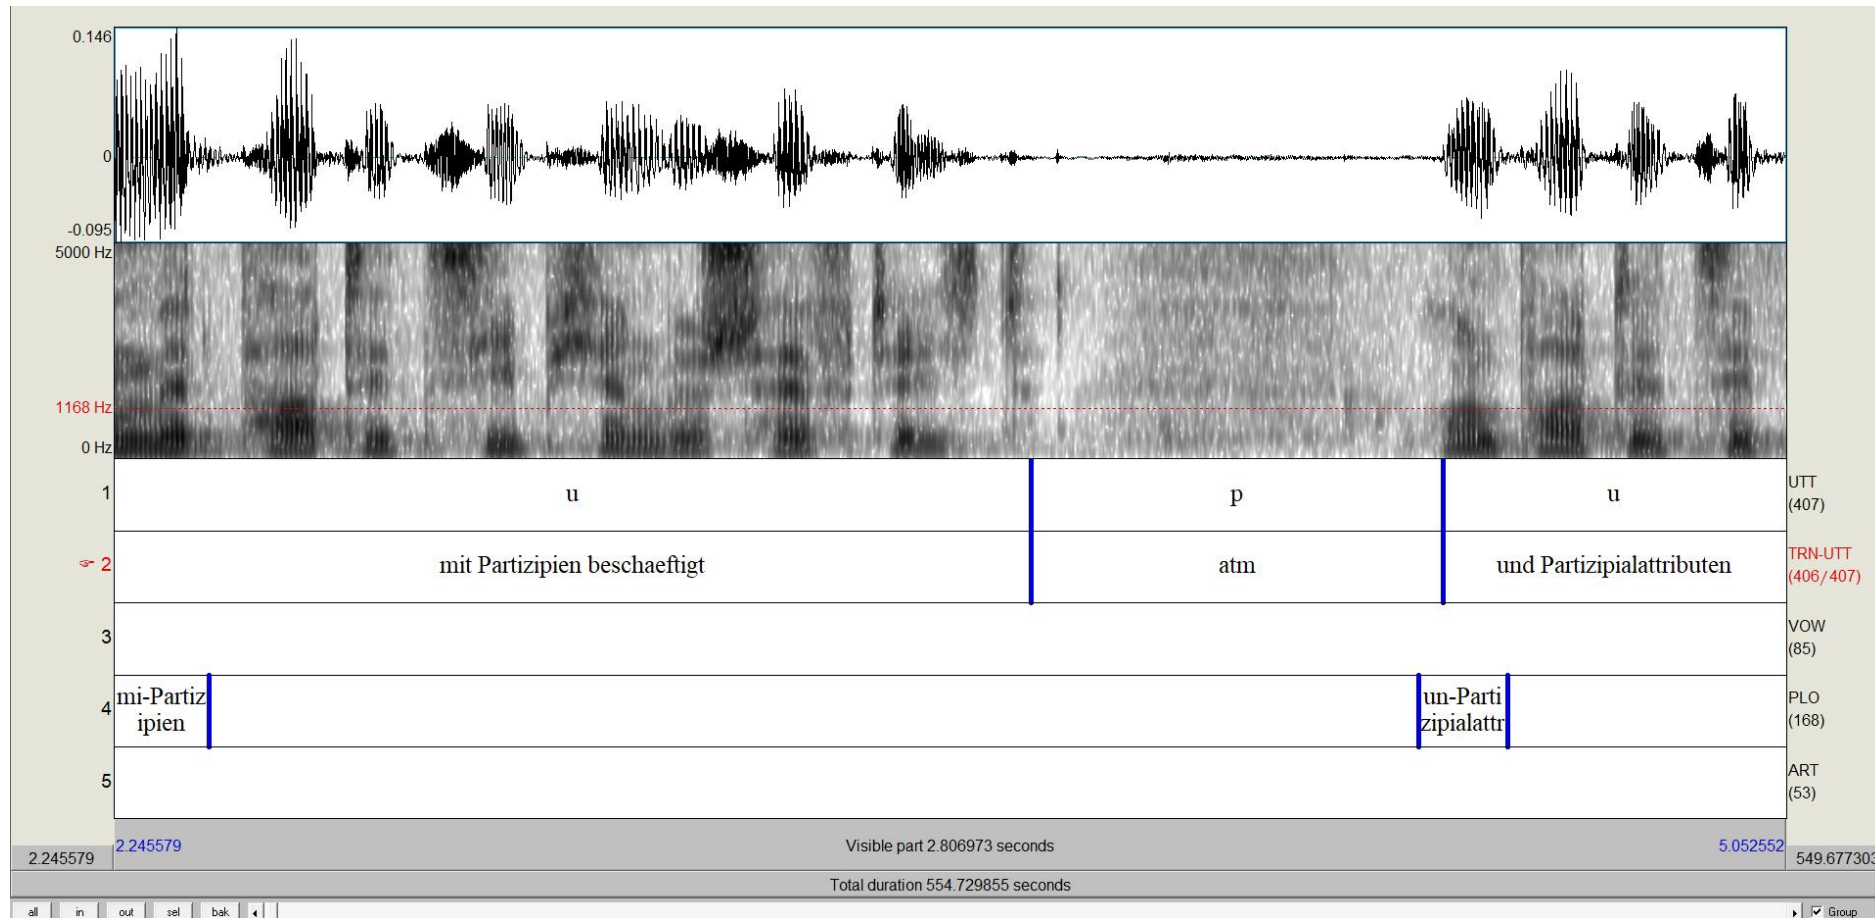 0.146
0
-0.095
5000 Hz
1168 Hz
0 Hz
1
u
p
u
UTT
(407)
2
mit Partizipien beschaeftigt
atm
und Partizipialattributen
TRN-UTT
(406/407)
3
VOW
(85)
4
mi-Partiz
ipien
un-Parti
zipialattr
PLO
(168)
5
ART
(53)
2.245579
2.245579
Visible part 2.806973 seconds
5.052552
549.677303
Total duration 554.729855 seconds
all in out sel bak
Group